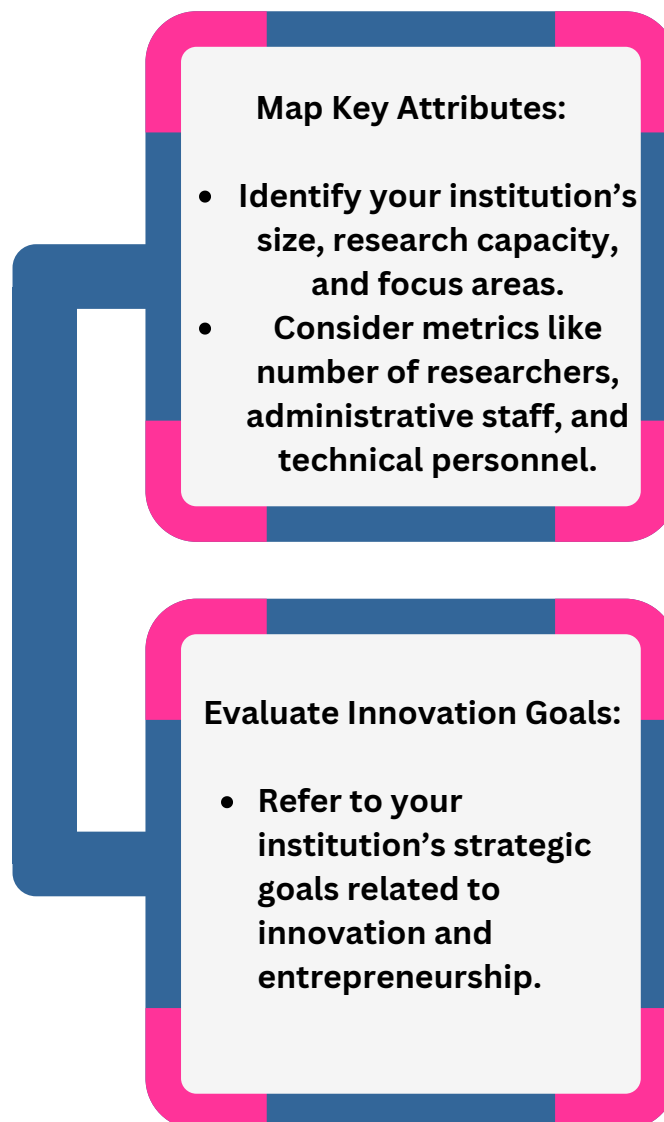 Map Key Attributes:
• Identify your institution’s
size, research capacity,
and focus areas.
• Consider metrics like
number of researchers,
administrative staff, and
technical personnel.
Evaluate Innovation Goals:
• Refer to your
institution’s strategic
goals related to
innovation and
entrepreneurship.